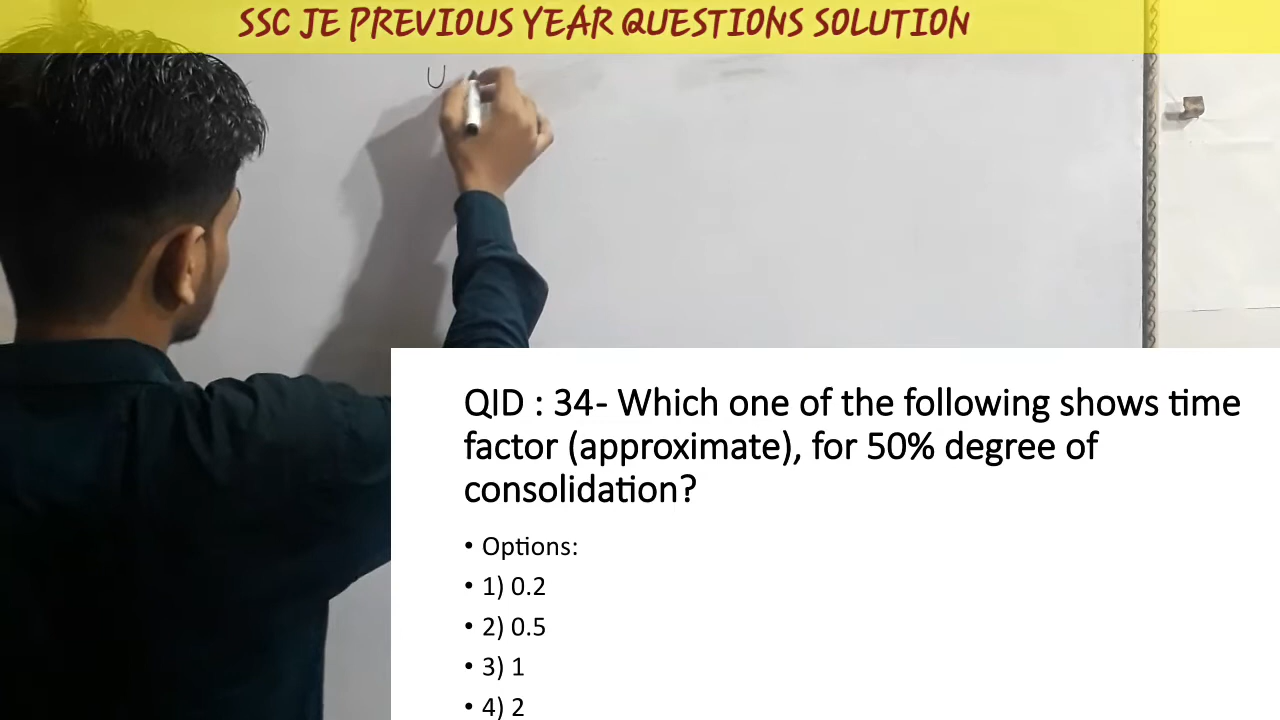 SSC JE PREVIOUS YEAR QUESTIONS SOLUTION
U
QID : 34- Which one of the following shows time
factor (approximate), for 50% degree of
consolidation?
• Options:
• 1) 0.2
• 2) 0.5
• 3) 1
• 4) 2